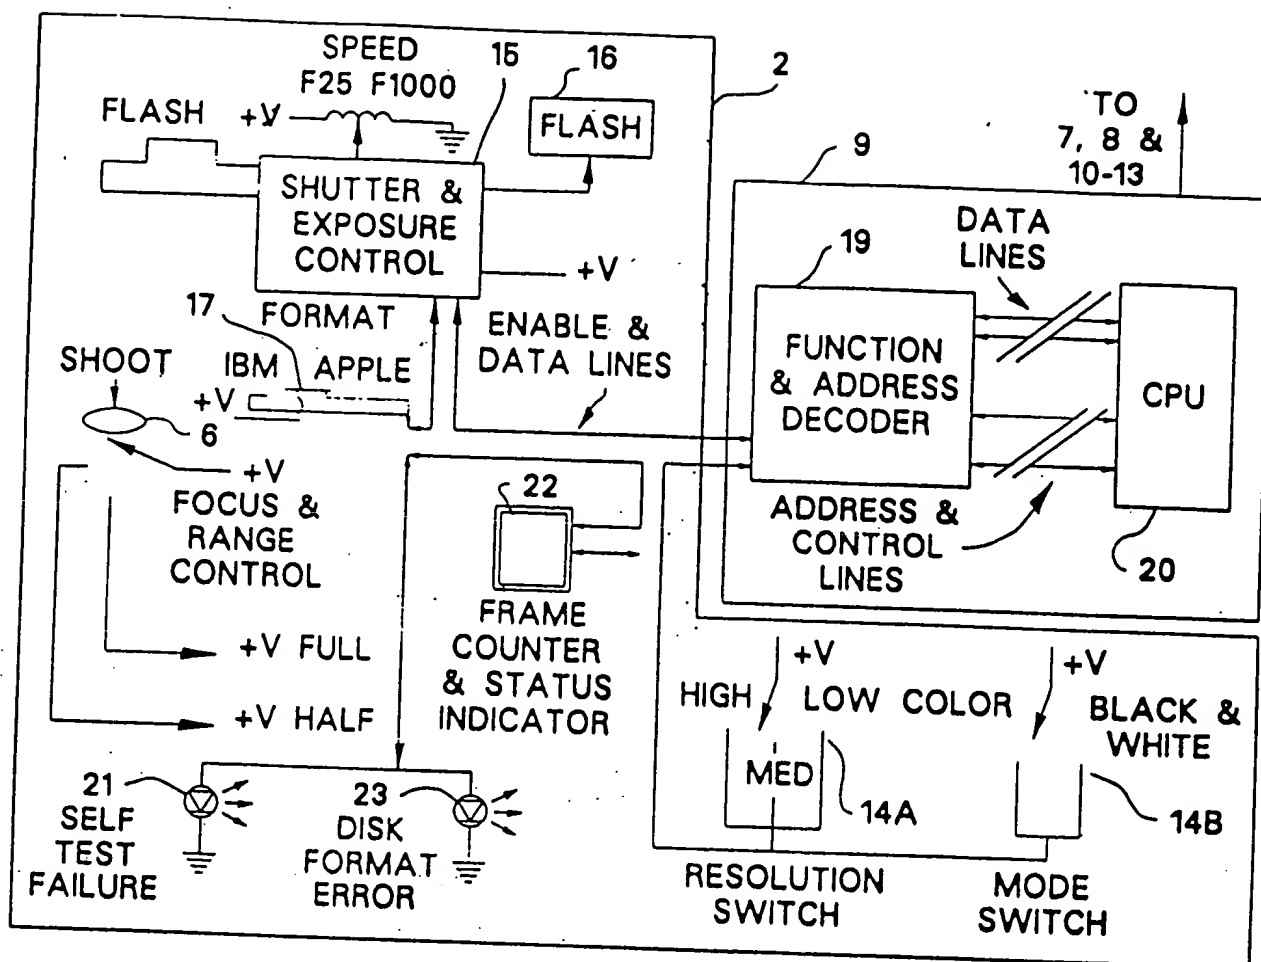 SPEED
F25 F1000
15
16
2
FLASH
+V
FLASH
TO
7, 8 &
10-13
9
SHUTTER &
EXPOSURE
CONTROL
+V
19
DATA
LINES
17
FORMAT
IBM APPLE
ENABLE &
DATA LINES
FUNCTION
& ADDRESS
DECODER
CPU
SHOOT
+V
6
+V
FOCUS &
RANGE
CONTROL
22
ADDRESS &
CONTROL
LINES
20
FRAME
COUNTER
& STATUS
INDICATOR
+V FULL
+V HALF
+V
HIGH
LOW
MED
14A
COLOR
+V
BLACK &
WHITE
14B
21
SELF
TEST
FAILURE
23
DISK
FORMAT
ERROR
RESOLUTION
SWITCH
MODE
SWITCH